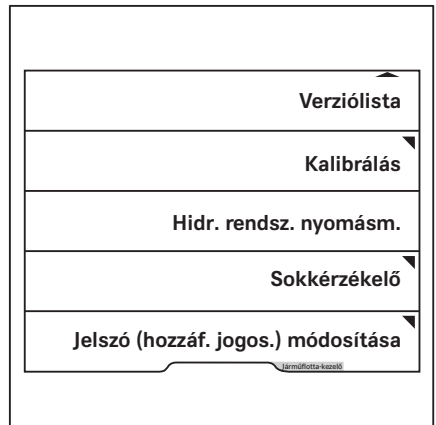 Verziólista
Kalibrálás
Hidr. rendsz. nyomásm.
Sokkérzékelő
Jelszó (hozzáf. jogos.) módosítása
Járműflotta-kezelő